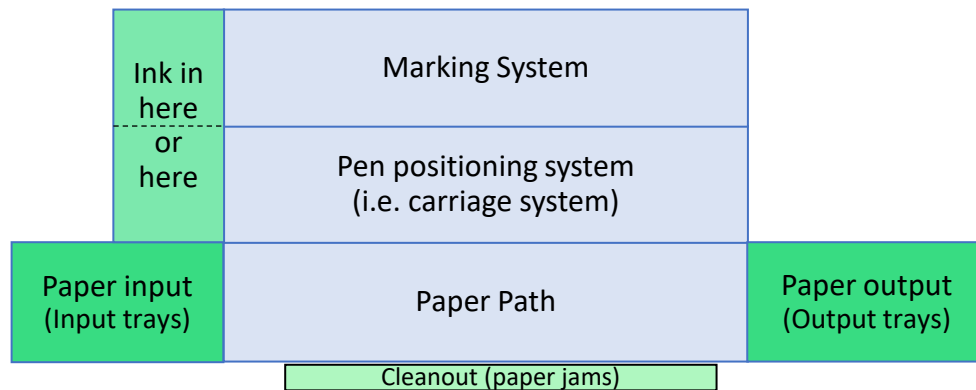 Ink in
here
or
here
Marking System
Pen positioning system
(i.e. carriage system)
Paper input
(Input trays)
Paper Path
Paper output
(Output trays)
Cleanout (paper jams)